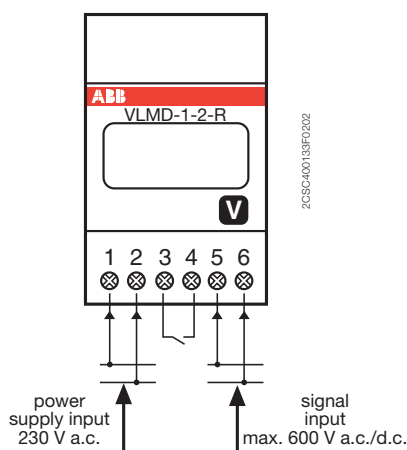 ABB
VLMD-1-2-R
V
2CSC400133F0202
1 2 3 4 5 6
power
supply input
230 V a.c.
signal
input
max. 600 V a.c./d.c.